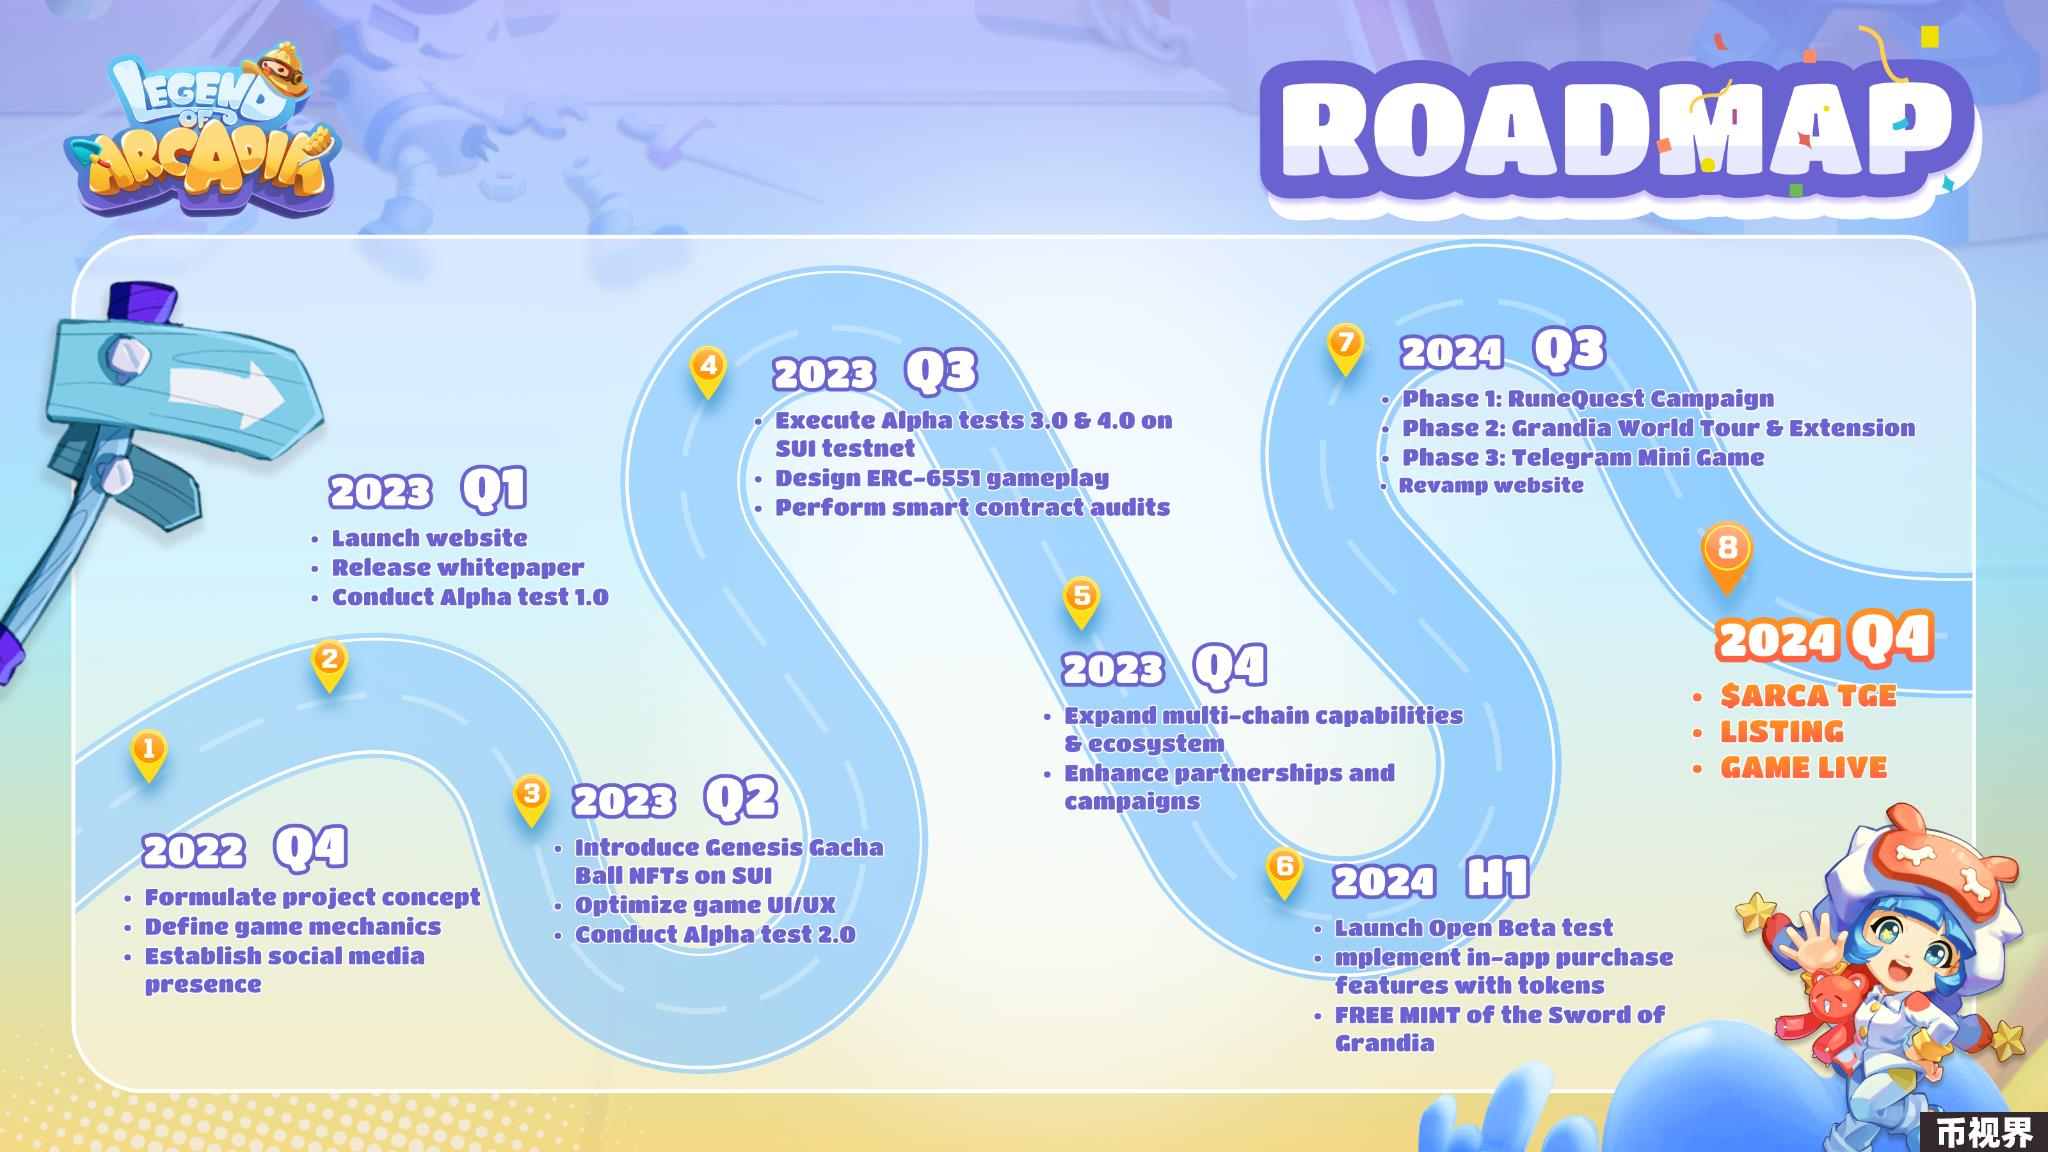 LEGEND
OF
ARCADIA
ROADMAP
1
2022 Q4
• Formulate project concept
• Define game mechanics
• Establish social media
presence
2
2023 Q1
• Launch website
• Release whitepaper
• Conduct Alpha test 1.0
3
2023 Q2
• Introduce Genesis Gacha
Ball NFTs on SUI
• Optimize game UI/UX
• Conduct Alpha test 2.0
4
2023 Q3
• Execute Alpha tests 3.0 & 4.0 on
SUI testnet
• Design ERC-6551 gameplay
• Perform smart contract audits
5
2023 Q4
• Expand multi-chain capabilities
& ecosystem
• Enhance partnerships and
campaigns
6
2024 H1
• Launch Open Beta test
• mplement in-app purchase
features with tokens
• FREE MINT of the Sword of
Grandia
7
2024 Q3
• Phase 1: RuneQuest Campaign
• Phase 2: Grandia World Tour & Extension
• Phase 3: Telegram Mini Game
• Revamp website
8
2024 Q4
• $ARCA TGE
• LISTING
• GAME LIVE
币视界